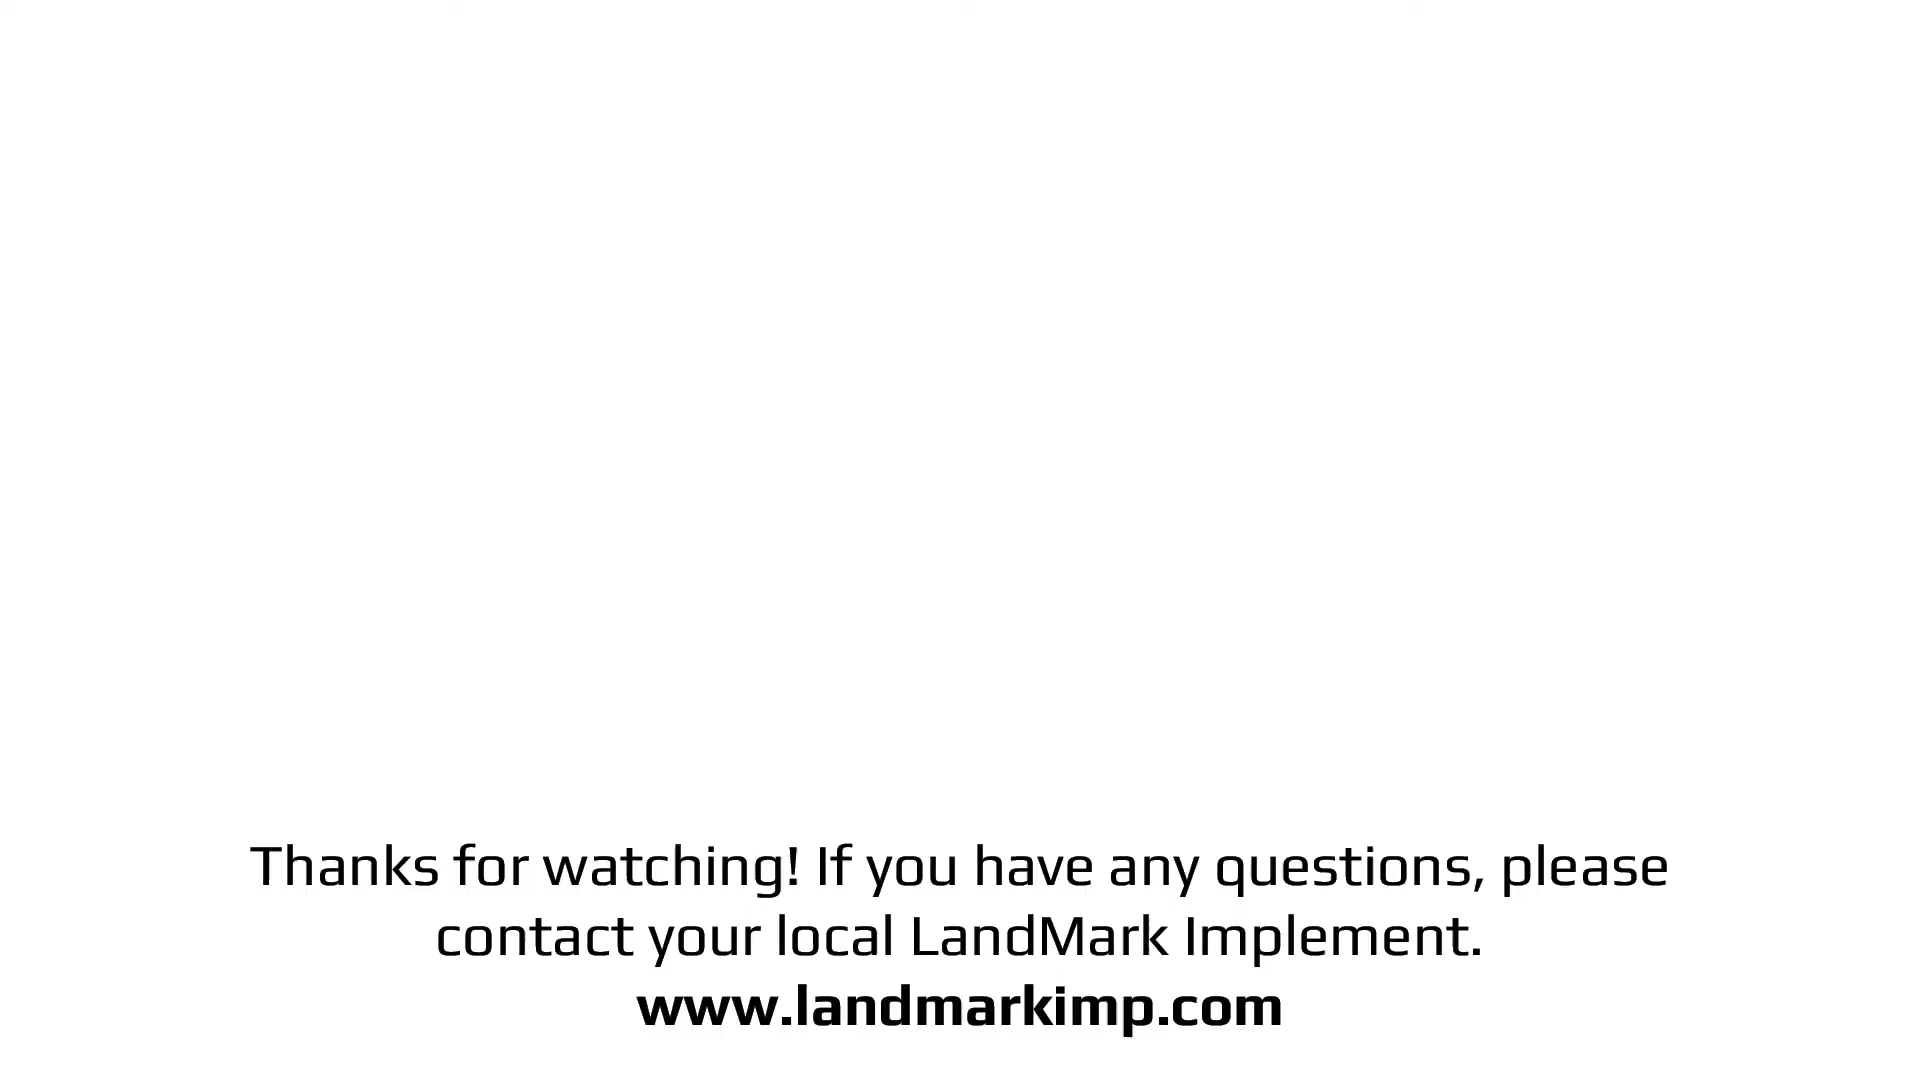 Thanks for watching! If you have any questions, please
contact your local LandMark Implement.
www.landmarkimp.com